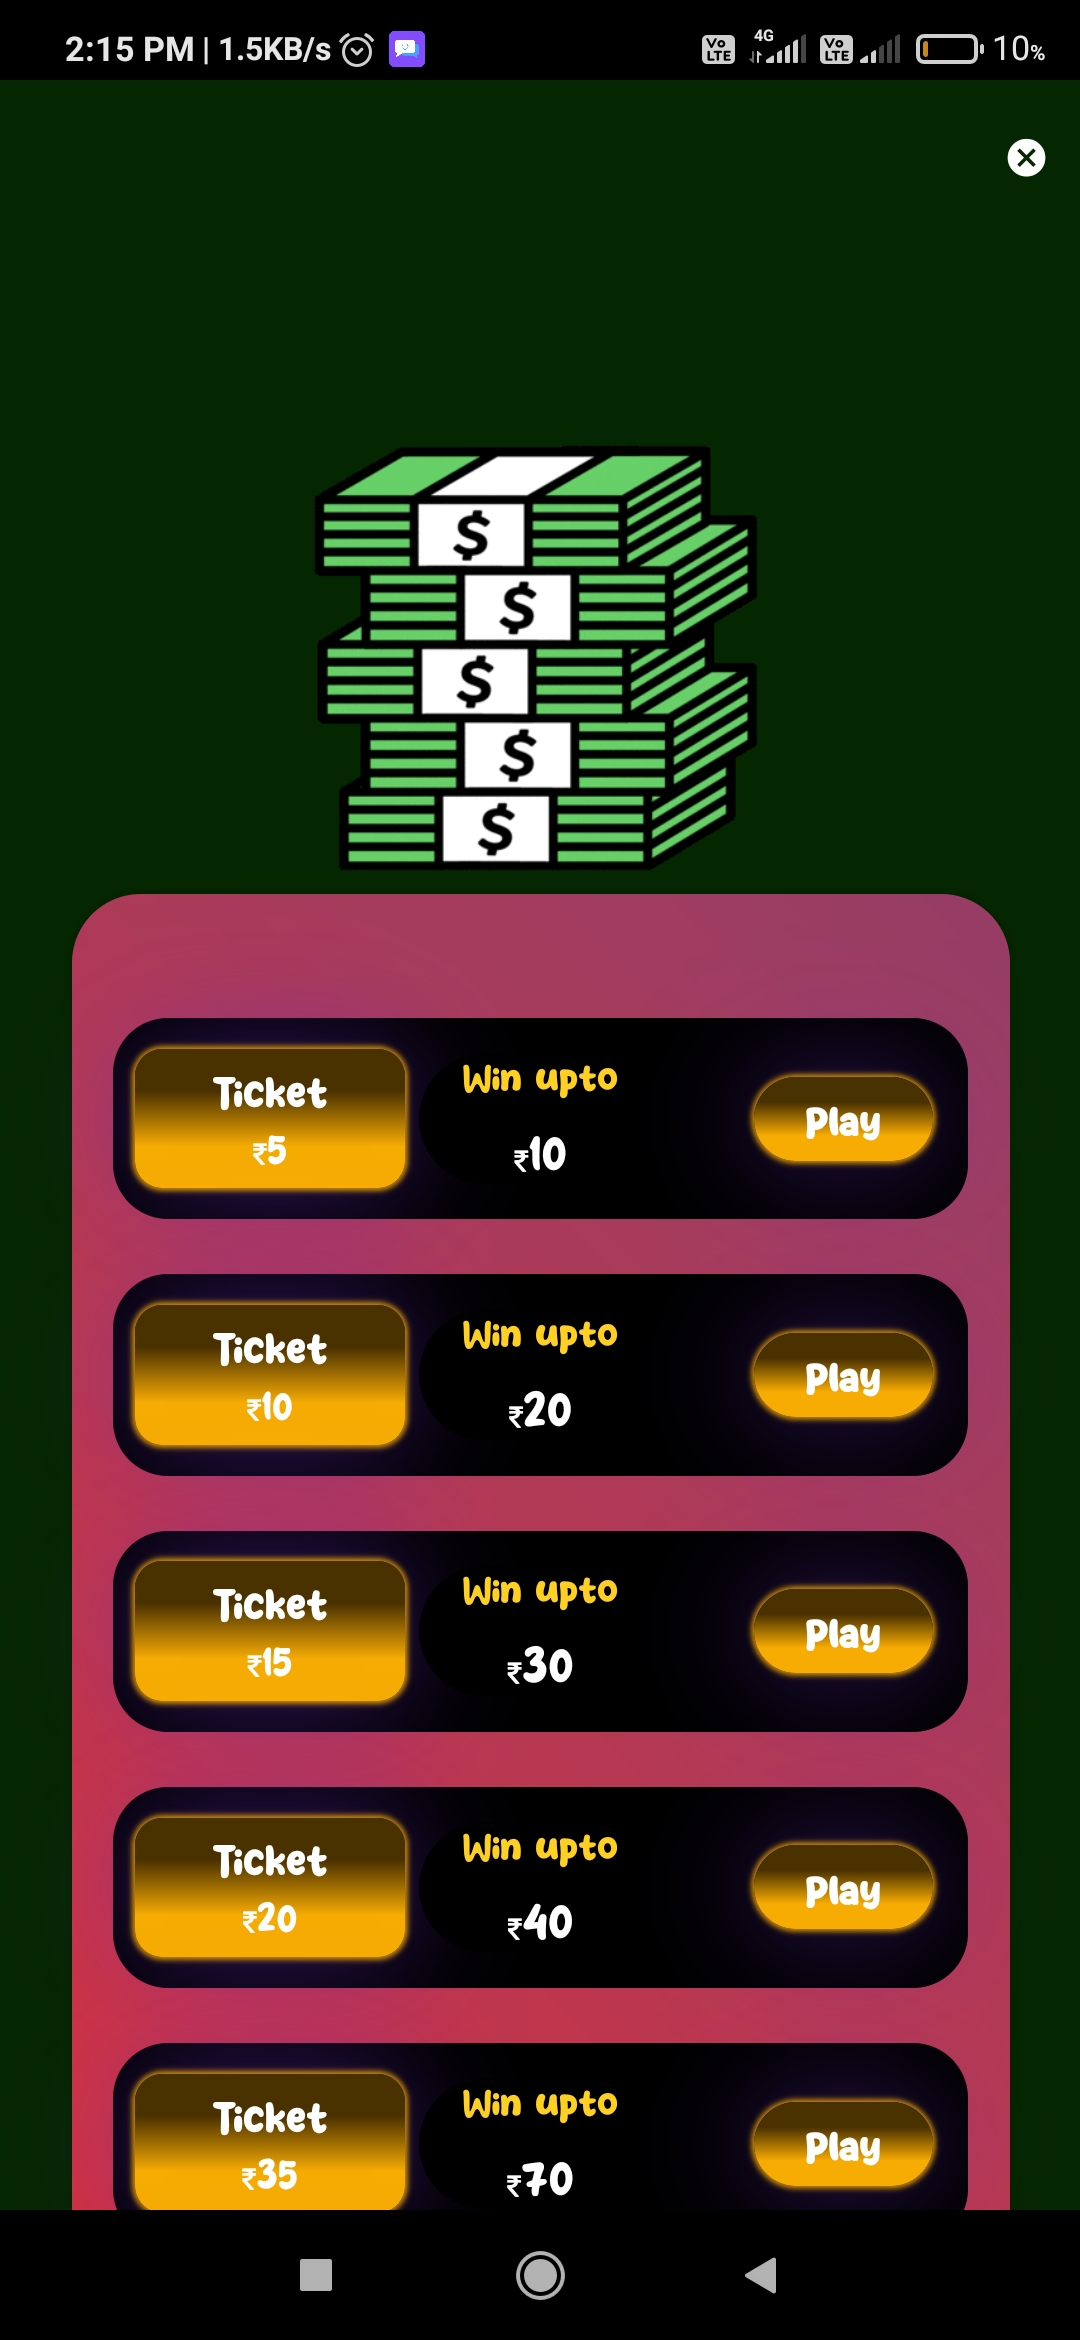 2:15 PM | 1.5KB/s
Vo LTE 4G Vo LTE 10%
$
$
$
$
$
Ticket
₹5
Win upto
₹10
Play
Ticket
₹10
Win upto
₹20
Play
Ticket
₹15
Win upto
₹30
Play
Ticket
₹20
Win upto
₹40
Play
Ticket
₹35
Win upto
₹70
Play